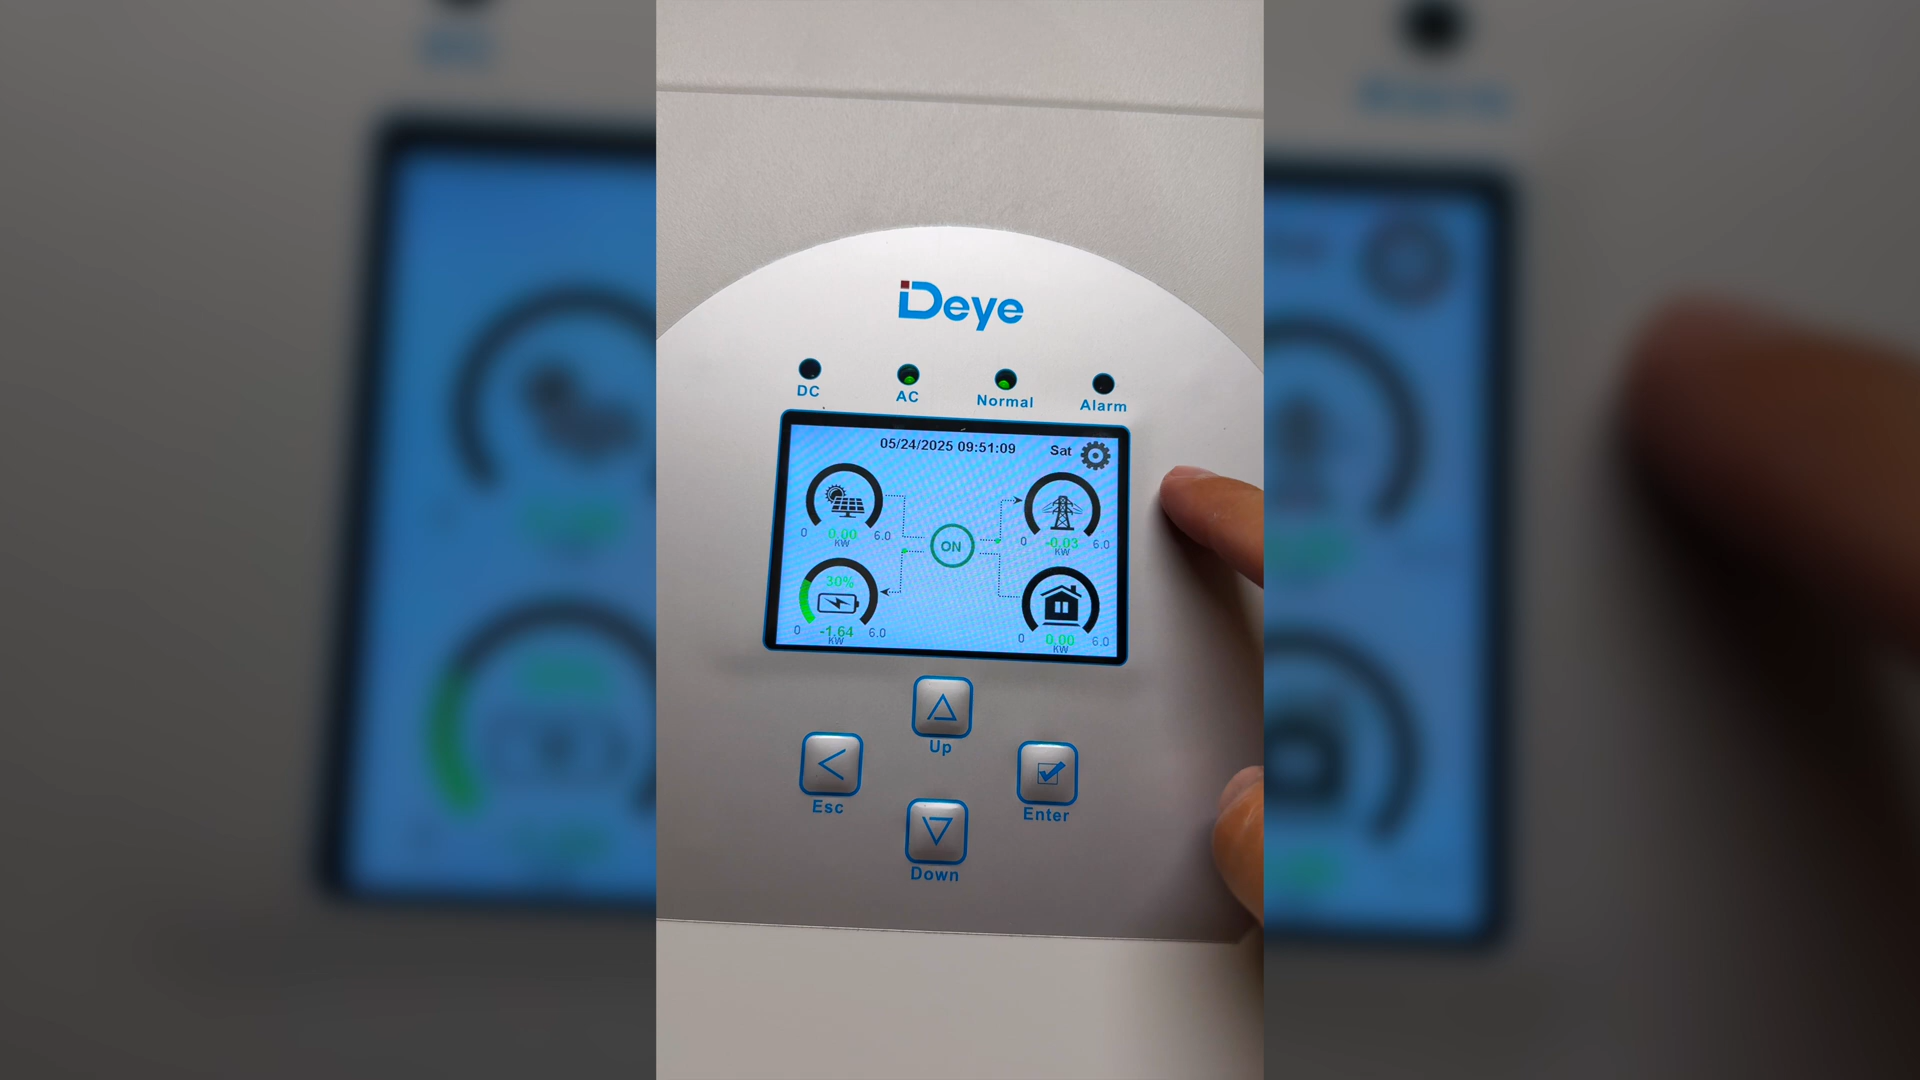 Deye
DC
AC
Normal
Alarm
05/24/2025 09:51:09 Sat
0 0.00 6.0
KW
0 -0.03 6.0
KW
ON
30%
0 -1.64 6.0
KW
0 0.00 6.0
KW
Up
Esc
Enter
Down